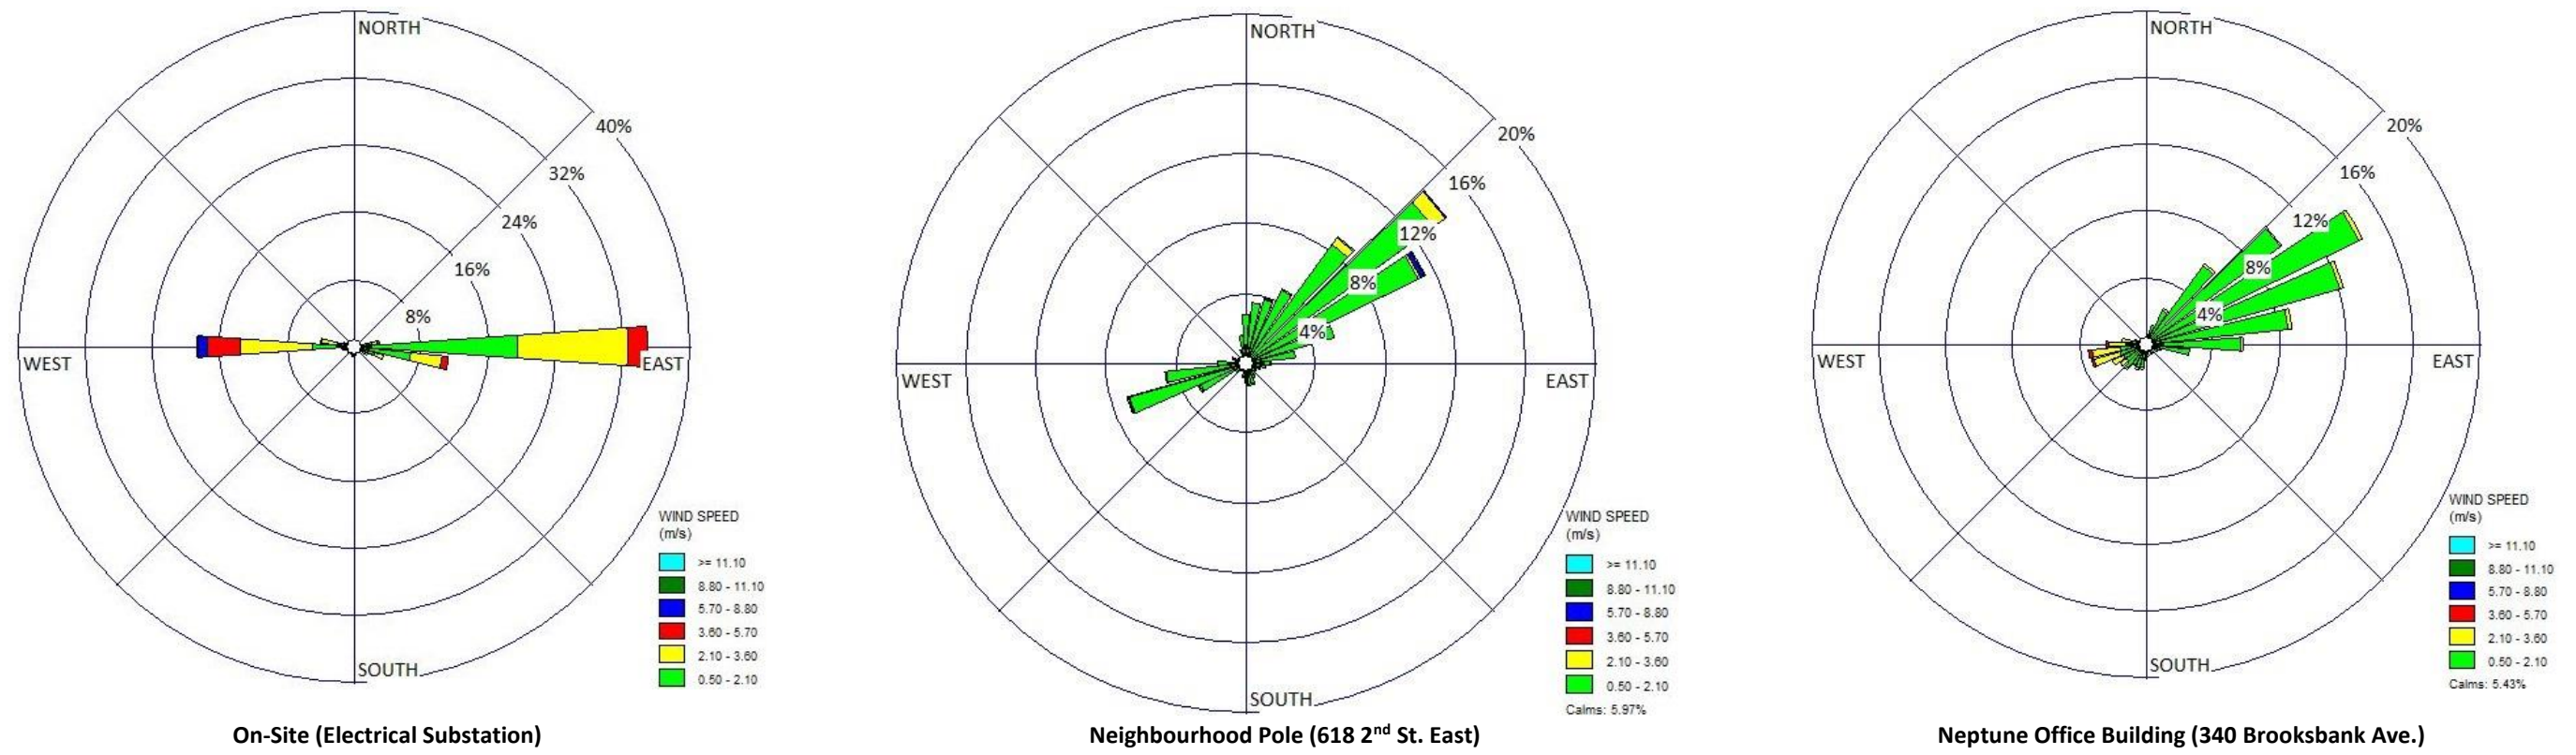 NORTH
40%
32%
24%
16%
8%
WEST
EAST
SOUTH
WIND SPEED
(m/s)
>= 11.10
8.80 - 11.10
5.70 - 8.80
3.60 - 5.70
2.10 - 3.60
0.50 - 2.10
On-Site (Electrical Substation)
NORTH
20%
16%
12%
8%
4%
WEST
EAST
SOUTH
WIND SPEED
(m/s)
>= 11.10
8.80 - 11.10
5.70 - 8.80
3.60 - 5.70
2.10 - 3.60
0.50 - 2.10
Calms: 5.97%
Neighbourhood Pole (618 2nd St. East)
NORTH
20%
16%
12%
8%
4%
WEST
EAST
SOUTH
WIND SPEED
(m/s)
>= 11.10
8.80 - 11.10
5.70 - 8.80
3.60 - 5.70
2.10 - 3.60
0.50 - 2.10
Calms: 5.43%
Neptune Office Building (340 Brooksbank Ave.)